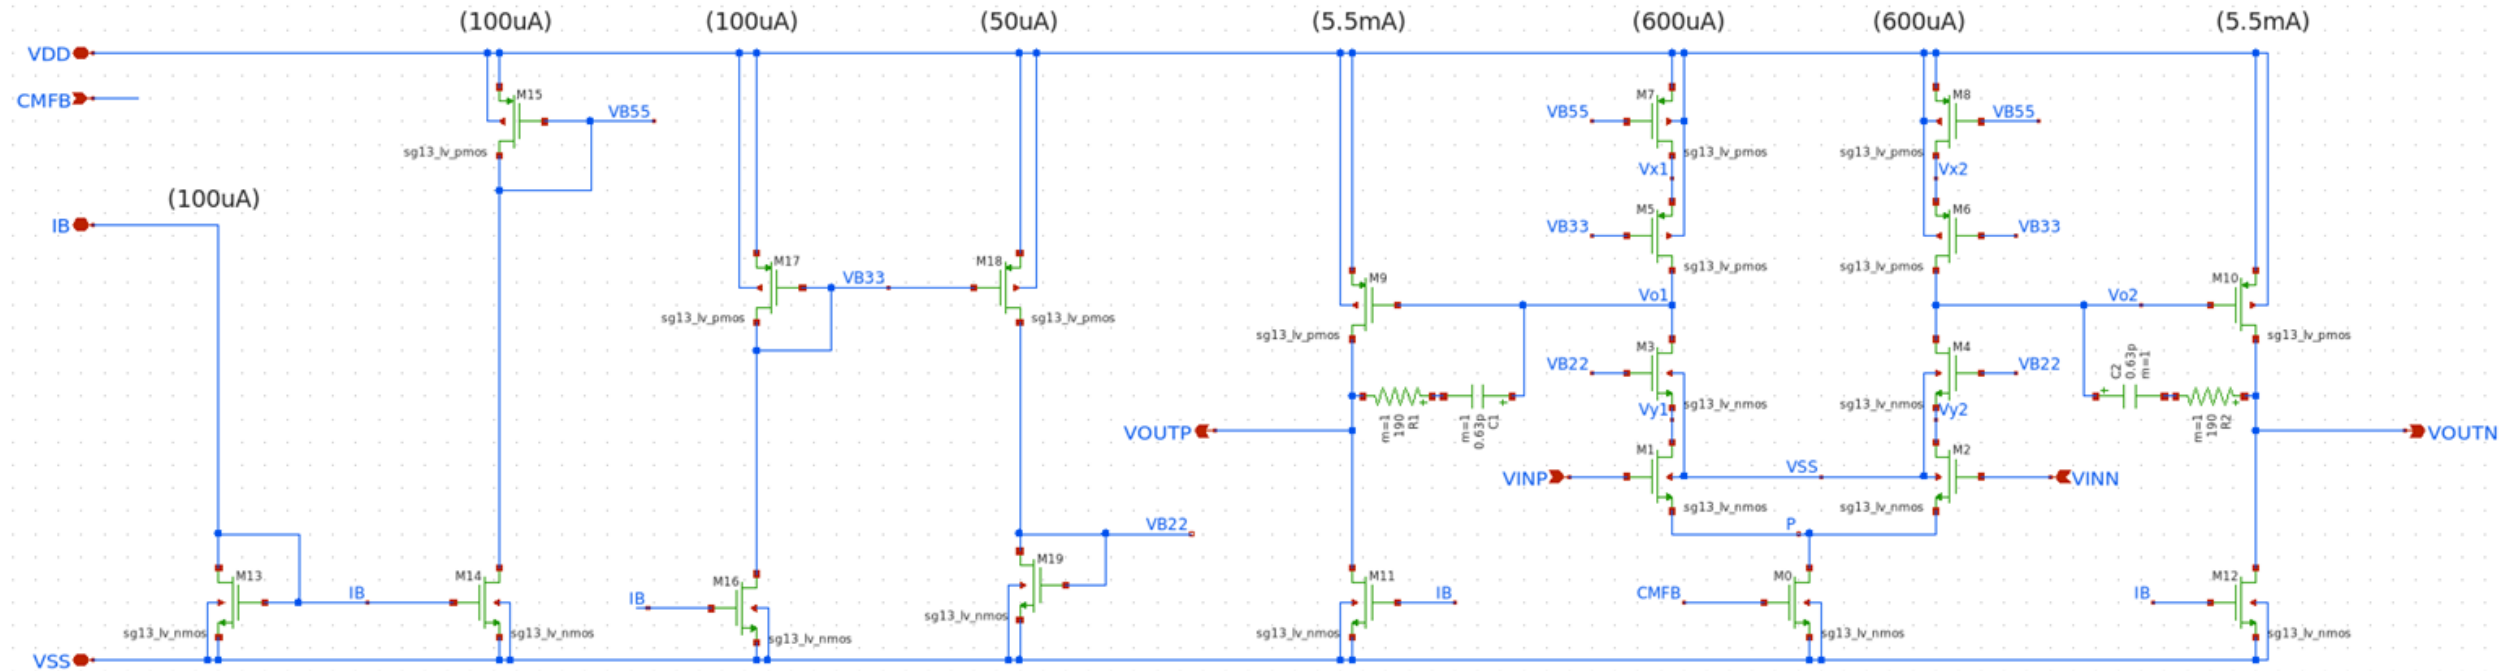 (100uA)
(100uA)
(50uA)
(5.5mA)
(600uA)
(600uA)
(5.5mA)
VDD
CMFB
M15
VB55
sg13_lv_pmos
VB55
M7
sg13_lv_pmos
M8
VB55
sg13_lv_pmos
Vx1
Vx2
(100uA)
IB
M17
VB33
sg13_lv_pmos
M18
sg13_lv_pmos
VB33
M5
sg13_lv_pmos
M6
VB33
sg13_lv_pmos
M9
sg13_lv_pmos
Vo1
Vo2
M10
sg13_lv_pmos
VB22
M3
sg13_lv_nmos
M4
VB22
sg13_lv_nmos
m=1
190
R1
m=1
0.63p
C1
C2
0.63p
m=1
m=1
190
R2
Vy1
Vy2
VOUTP
VOUTN
VINP
M1
sg13_lv_nmos
VSS
M2
sg13_lv_nmos
VINN
P
VB22
M13
sg13_lv_nmos
IB
M14
sg13_lv_nmos
IB
M16
sg13_lv_nmos
M19
sg13_lv_nmos
M11
IB
sg13_lv_nmos
CMFB
M0
sg13_lv_nmos
IB
M12
sg13_lv_nmos
VSS